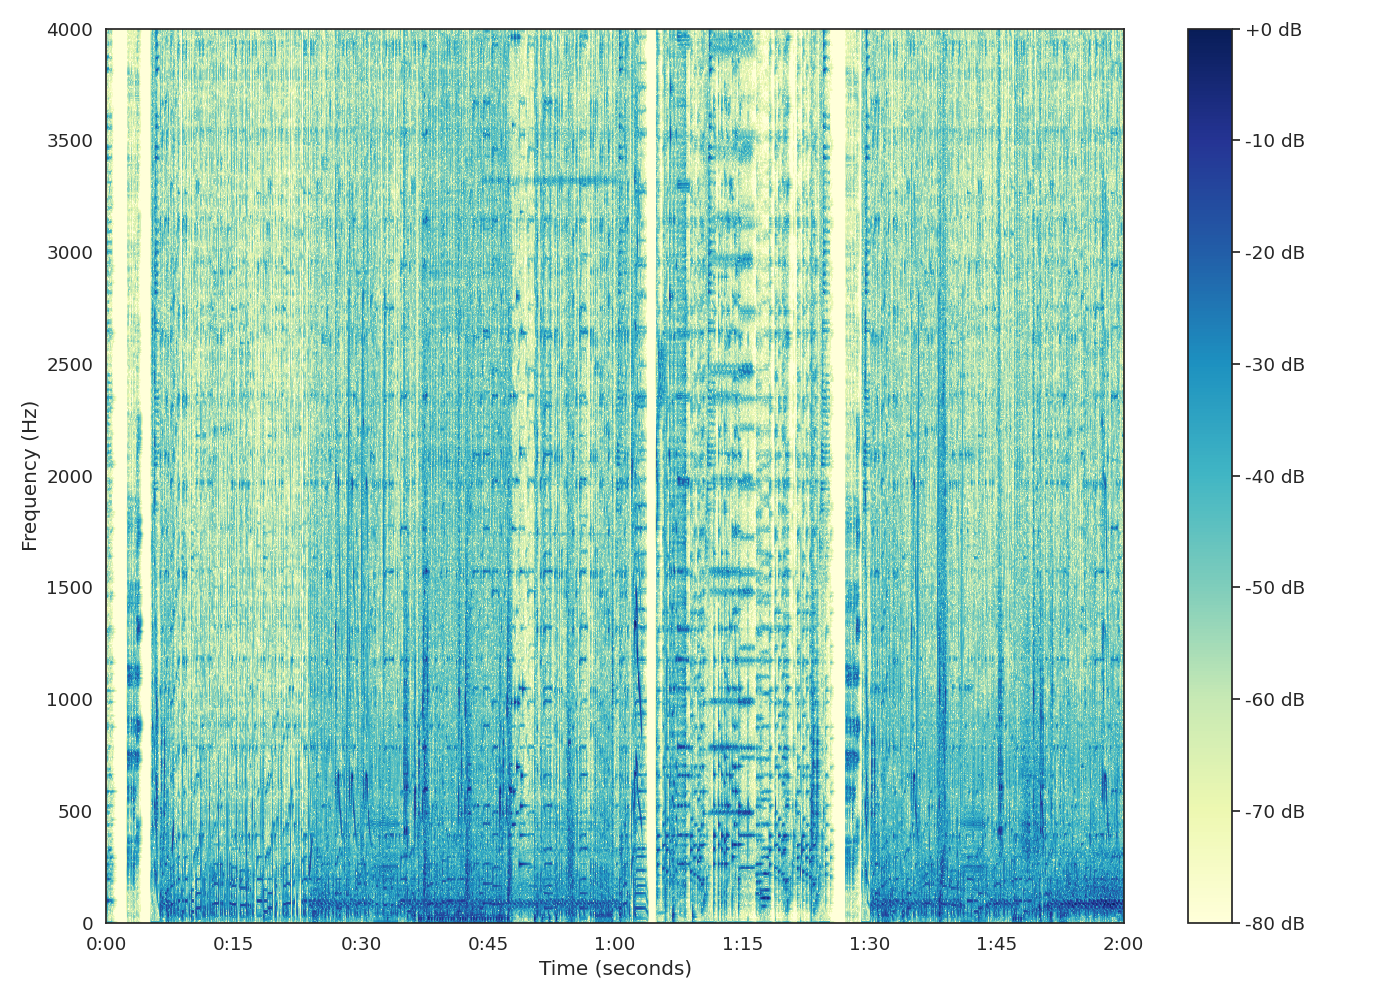 4000
3500
3000
2500
2000
1500
1000
500
0
Frequency (Hz)
0:00 0:15 0:30 0:45 1:00 1:15 1:30 1:45 2:00
Time (seconds)
+0 dB
-10 dB
-20 dB
-30 dB
-40 dB
-50 dB
-60 dB
-70 dB
-80 dB